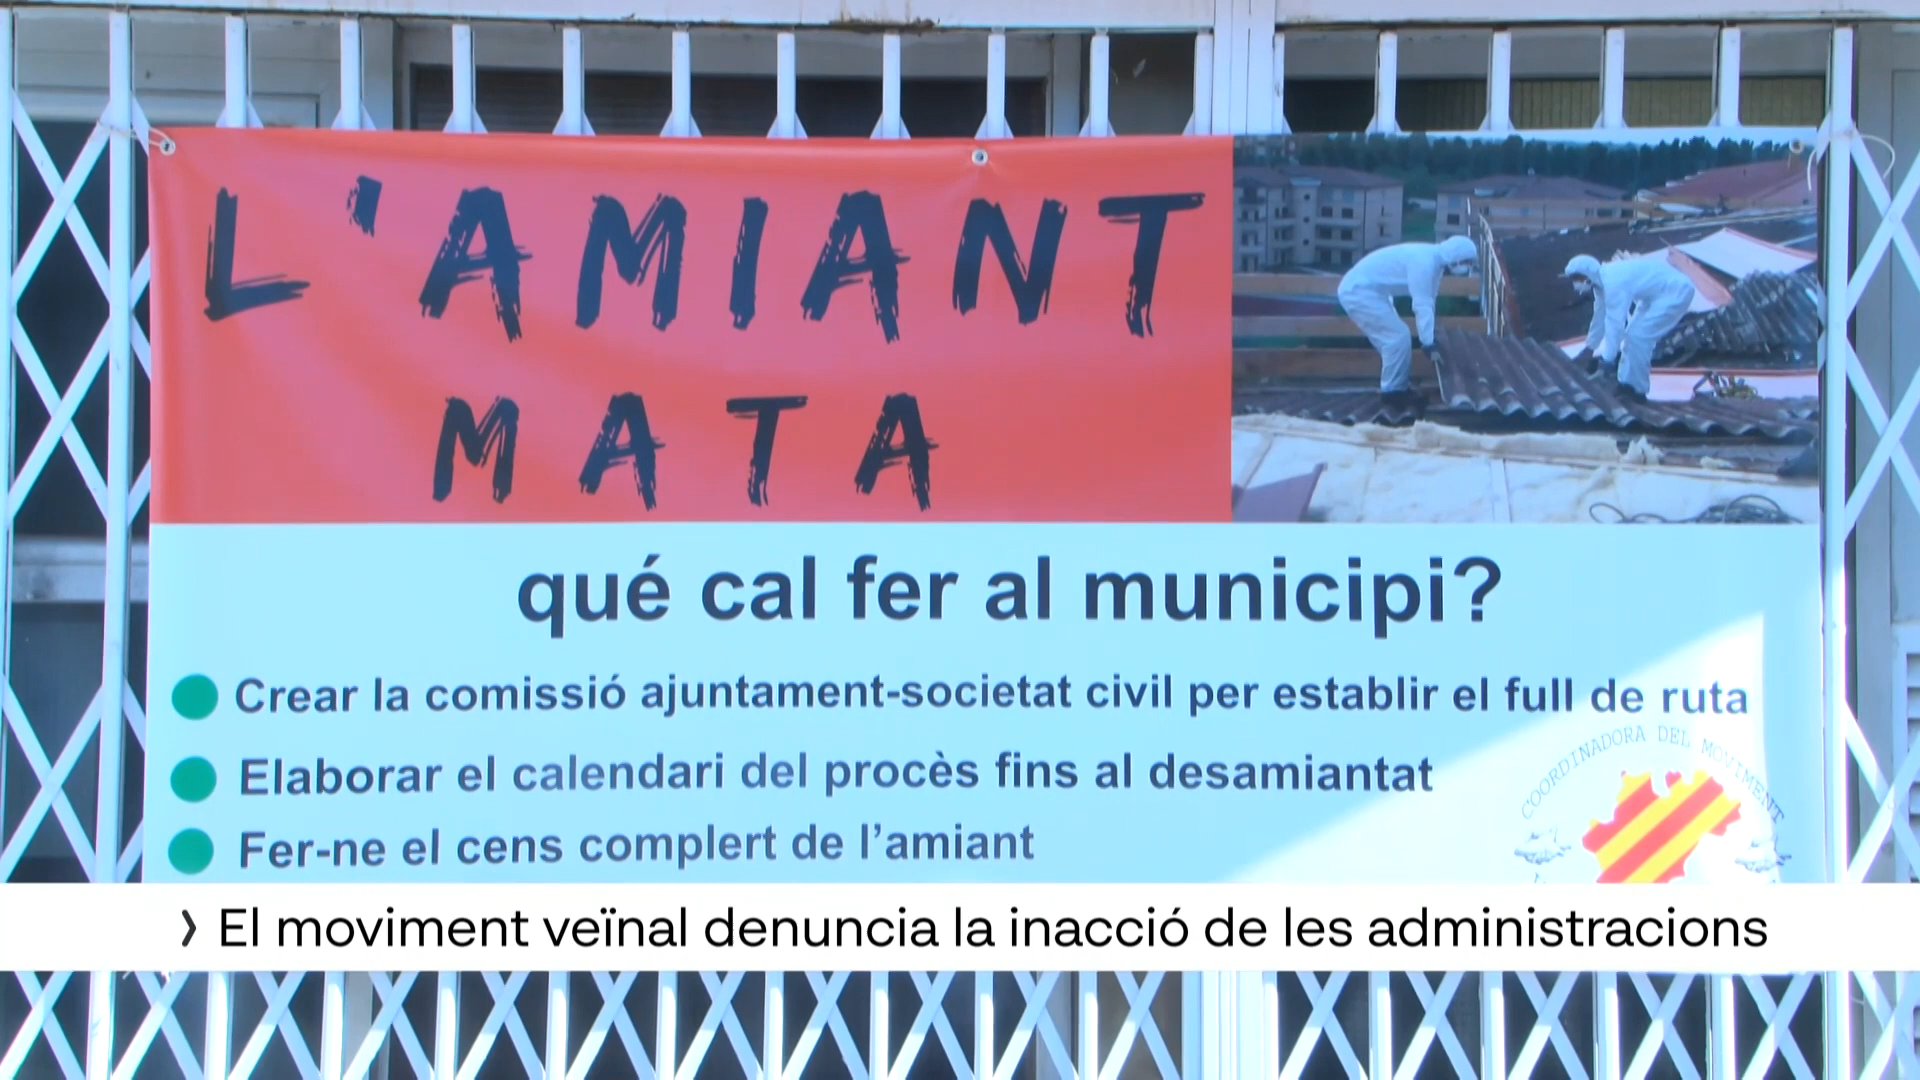 L'AMIANT
MATA
qué cal fer al municipi?
Crear la comissió ajuntament-societat civil per establir el full de ruta
Elaborar el calendari del procès fins al desamiantat
Fer-ne el cens complert de l’amiant
COORDINADORA DEL MOVIMENT
› El moviment veïnal denuncia la inacció de les administracions